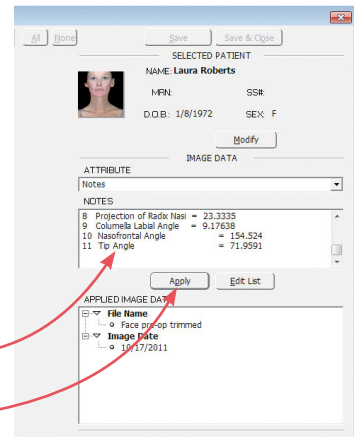 All None Save Save & Close
SELECTED PATIENT
NAME: Laura Roberts
MRN: SS#:
D.O.B.: 1/8/1972 SEX: F
Modify
IMAGE DATA
ATTRIBUTE
Notes
NOTES
8 Projection of Radix Nasi = 23.3335
9 Columella Labial Angle = 9.17638
10 Nasofrontal Angle = 154.524
11 Tip Angle = 71.9591
Apply Edit List
APPLIED IMAGE DATA
File Name
Face pre-op trimmed
Image Date
10/17/2011